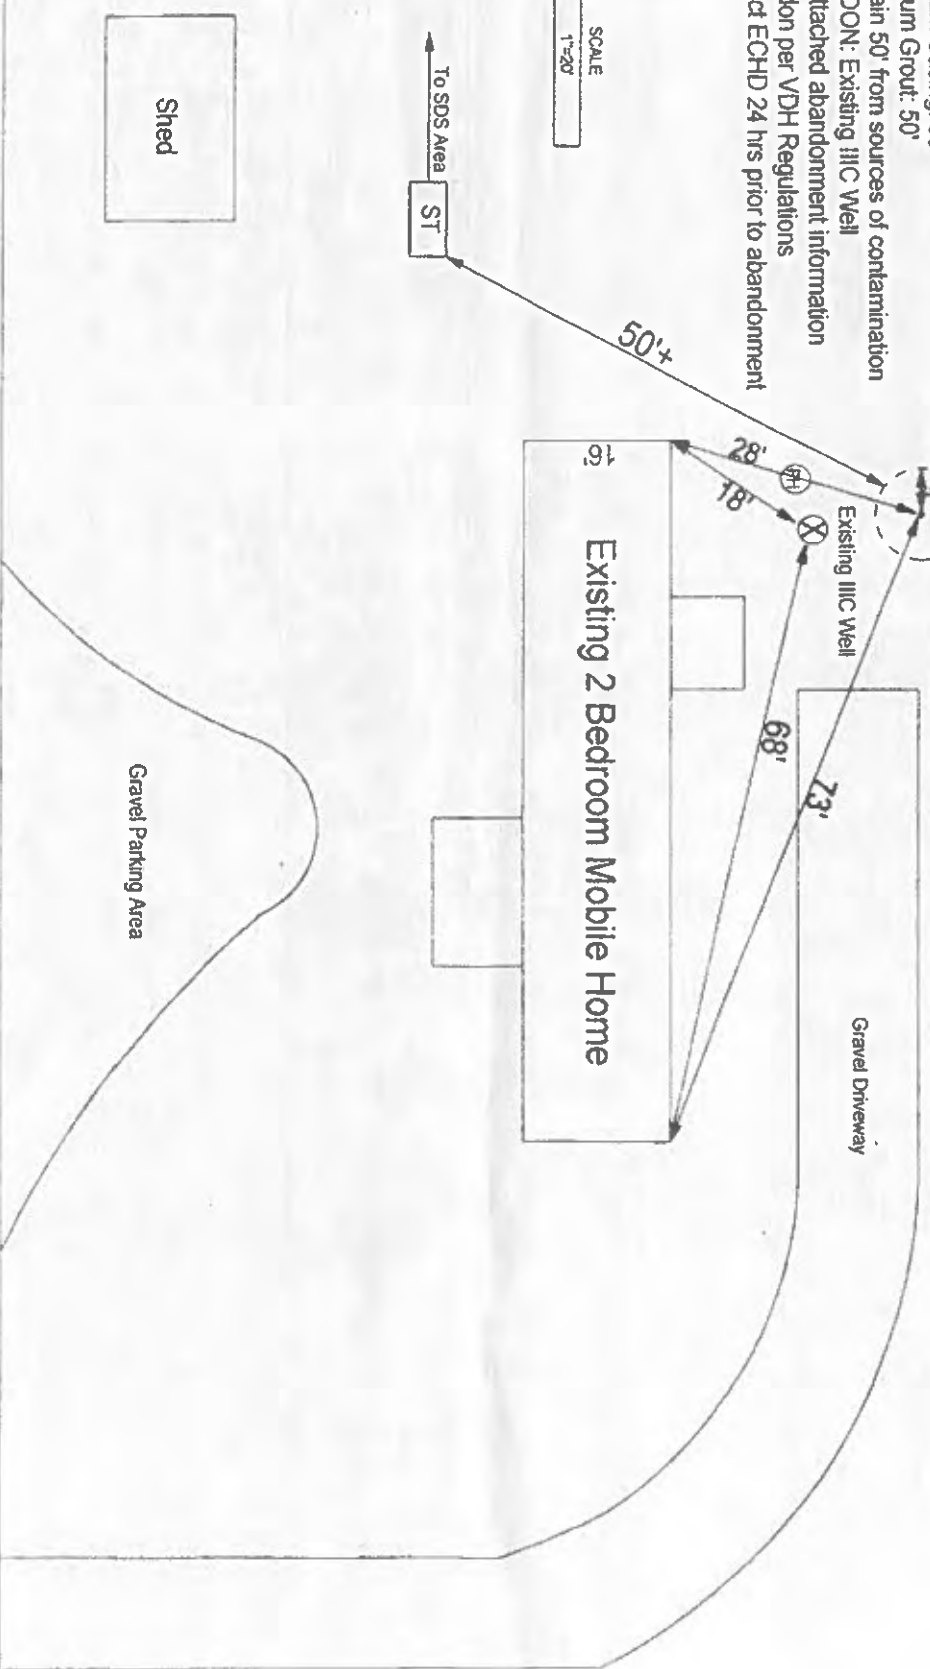 um Grout: 50'
ain 50' from sources of contamination
DON: Existing IIIC Well
ttached abandonment information
don per VDH Regulations
ct ECHD 24 hrs prior to abandonment
SCALE
1"=20'
To SDS Area
ST
Shed
50'+
28'
PH
18'
X
Existing IIIC Well
68'
73'
16'
Existing 2 Bedroom Mobile Home
Gravel Driveway
Gravel Parking Area